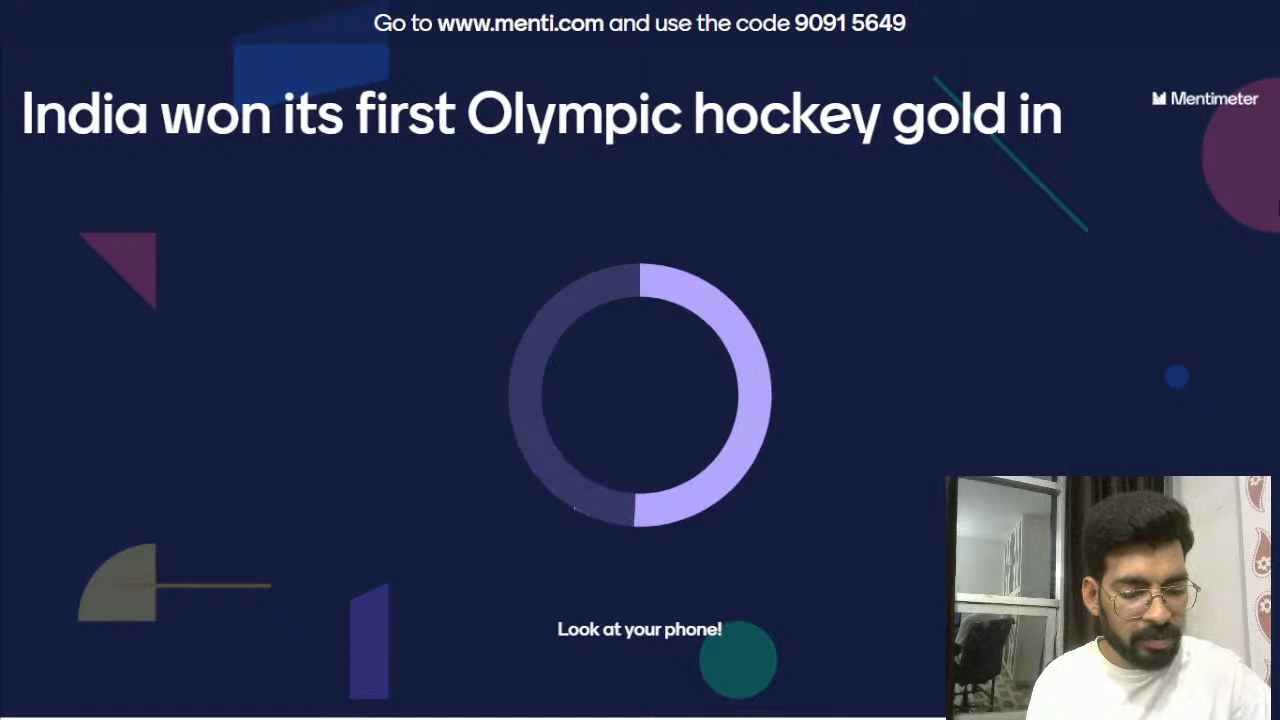 Go to www.menti.com and use the code 9091 5649
India won its first Olympic hockey gold in
Mentimeter
Look at your phone!